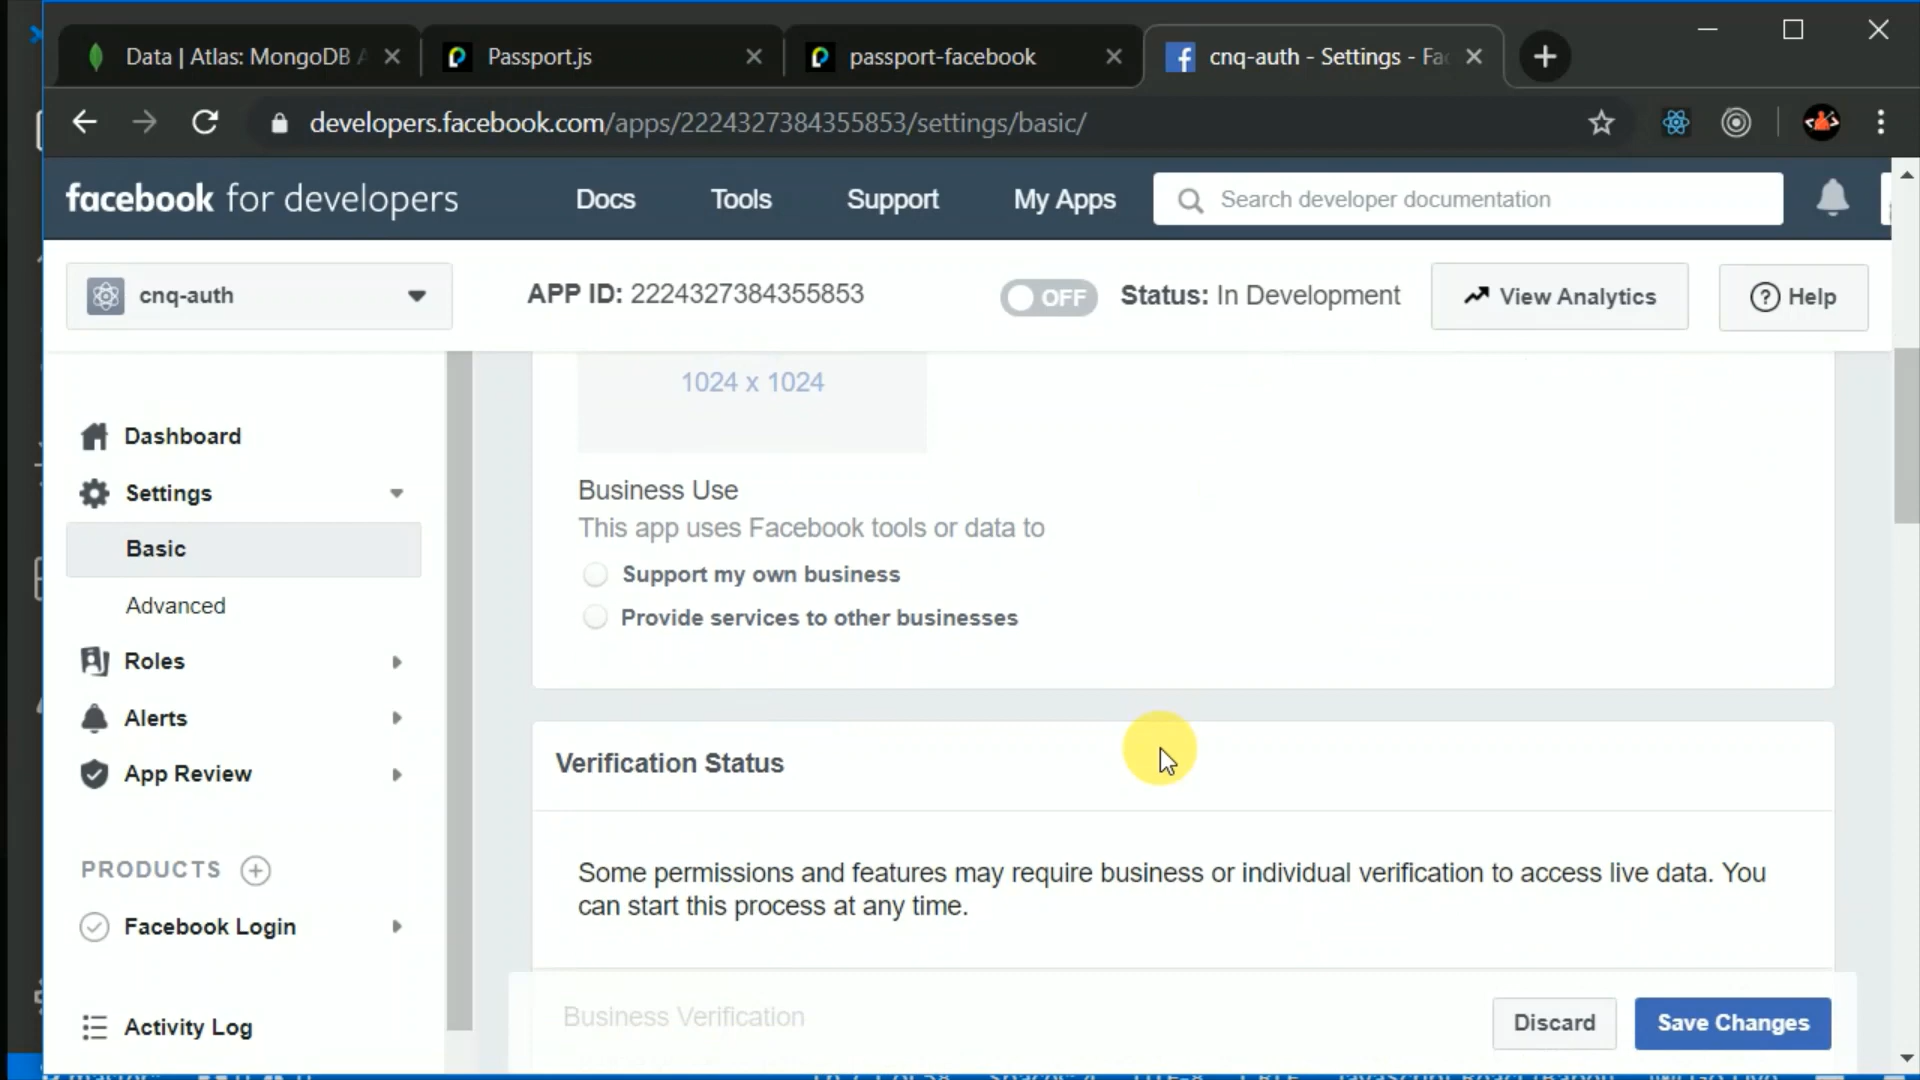 Data | Atlas: MongoDB A
Passport.js
passport-facebook
cnq-auth - Settings - Fac
developers.facebook.com/apps/2224327384355853/settings/basic/
facebook for developers
Docs
Tools
Support
My Apps
Search developer documentation
cnq-auth
APP ID: 2224327384355853
OFF
Status: In Development
View Analytics
Help
Dashboard
Settings
Basic
Advanced
Roles
Alerts
App Review
PRODUCTS
Facebook Login
Activity Log
1024 x 1024
Business Use
This app uses Facebook tools or data to
Support my own business
Provide services to other businesses
Verification Status
Some permissions and features may require business or individual verification to access live data. You
can start this process at any time.
Business Verification
Discard
Save Changes